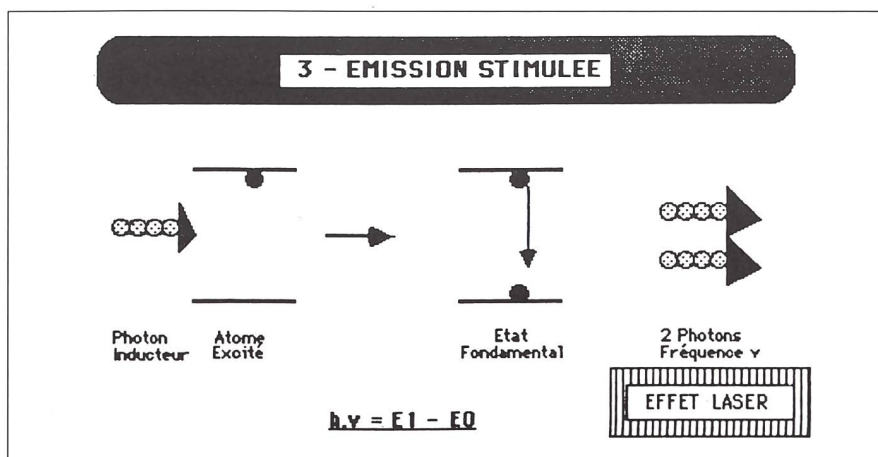 3 - EMISSION STIMULEE
Photon
Inducteur
Atome
Excité
Etat
Fondamental
2 Photons
Fréquence ν
EFFET LASER
h.ν = E1 - E0